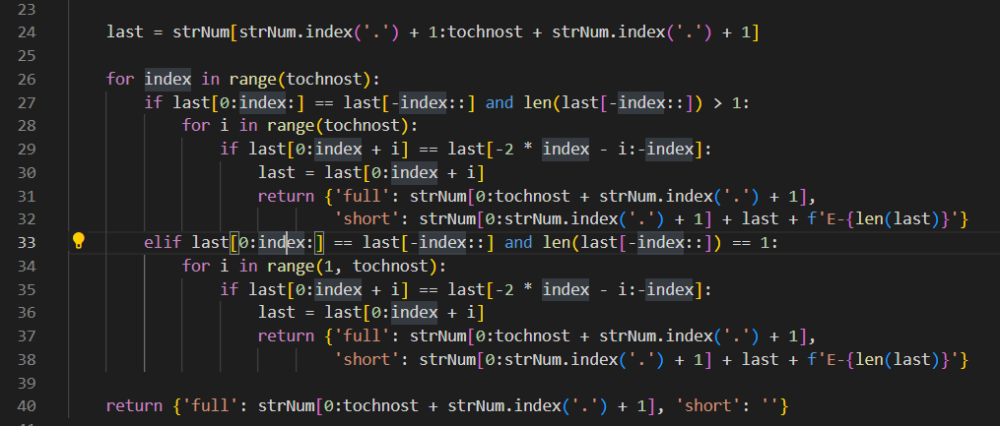 23
24 last = strNum[strNum.index('.') + 1:tochnost + strNum.index('.') + 1]
25
26 for index in range(tochnost):
27 if last[0:index:] == last[-index::] and len(last[-index::]) > 1:
28 for i in range(tochnost):
29 if last[0:index + i] == last[-2 * index - i:-index]:
30 last = last[0:index + i]
31 return {'full': strNum[0:tochnost + strNum.index('.') + 1],
32 'short': strNum[0:strNum.index('.') + 1] + last + f'E-{len(last)}'}
33 elif last[0:index:] == last[-index::] and len(last[-index::]) == 1:
34 for i in range(1, tochnost):
35 if last[0:index + i] == last[-2 * index - i:-index]:
36 last = last[0:index + i]
37 return {'full': strNum[0:tochnost + strNum.index('.') + 1],
38 'short': strNum[0:strNum.index('.') + 1] + last + f'E-{len(last)}'}
39
40 return {'full': strNum[0:tochnost + strNum.index('.') + 1], 'short': ''}